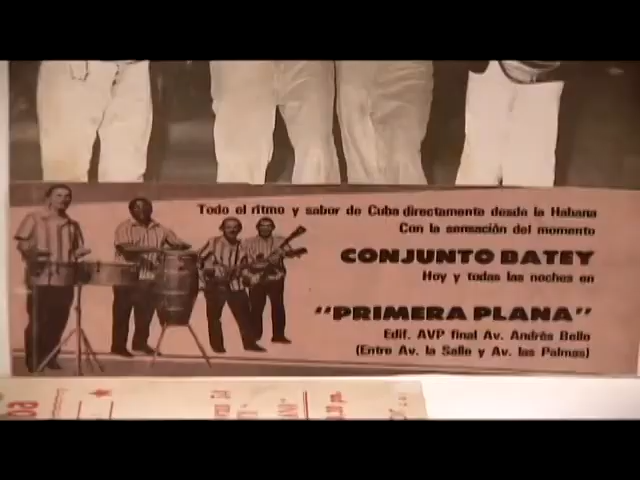 Todo el ritmo y sabor de Cuba directamente desde la Habana
Con la sensación del momento
CONJUNTO BATEY
Hoy y todas las noches en
"PRIMERA PLANA"
Edif. AVP final Av. Andrés Bello
(Entre Av. la Salle y Av. las Palmas)